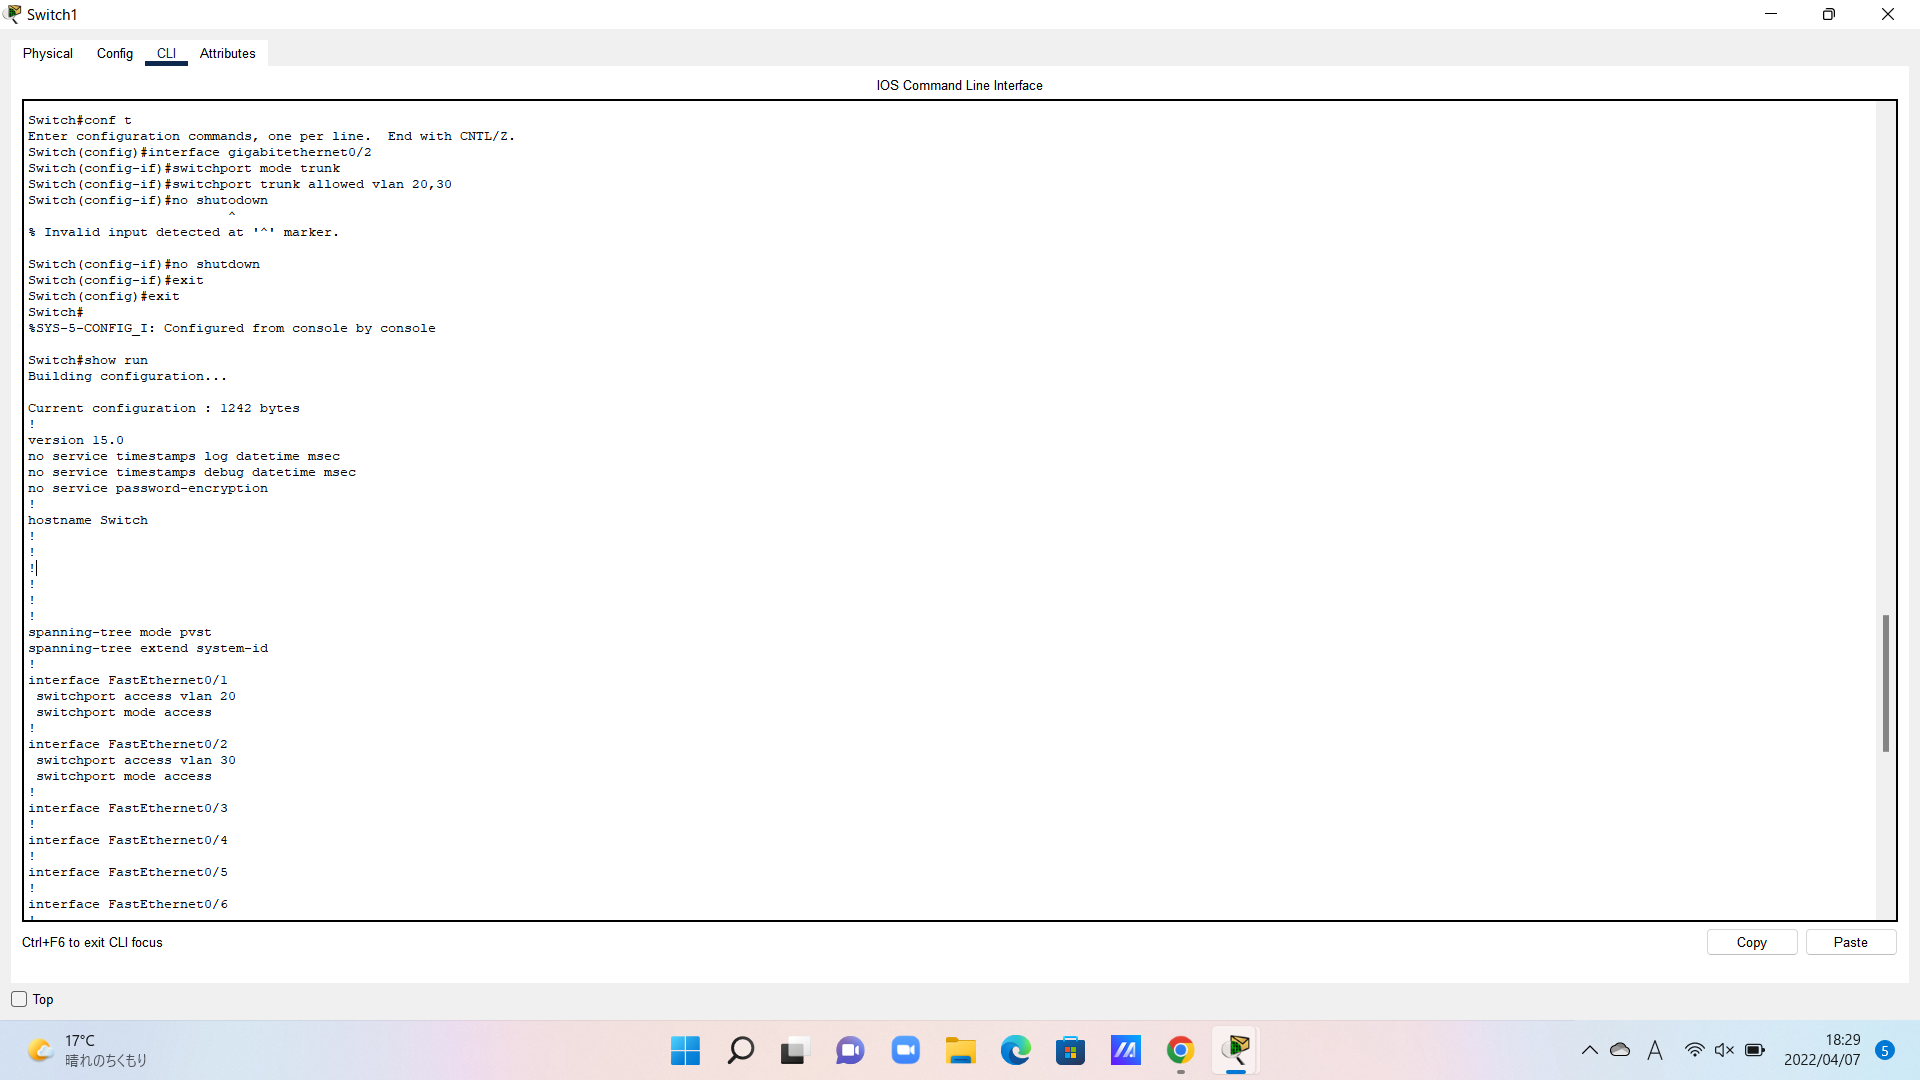 Switch1
Physical Config CLI Attributes
IOS Command Line Interface
Switch#conf t
Enter configuration commands, one per line.  End with CNTL/Z.
Switch(config)#interface gigabitethernet0/2
Switch(config-if)#switchport mode trunk
Switch(config-if)#switchport trunk allowed vlan 20,30
Switch(config-if)#no shutodown
^
% Invalid input detected at '^' marker.
Switch(config-if)#no shutdown
Switch(config-if)#exit
Switch(config)#exit
Switch#
%SYS-5-CONFIG_I: Configured from console by console
Switch#show run
Building configuration...
Current configuration : 1242 bytes
!
version 15.0
no service timestamps log datetime msec
no service timestamps debug datetime msec
no service password-encryption
!
hostname Switch
!
!
!
!
!
!
spanning-tree mode pvst
spanning-tree extend system-id
!
interface FastEthernet0/1
switchport access vlan 20
switchport mode access
!
interface FastEthernet0/2
switchport access vlan 30
switchport mode access
!
interface FastEthernet0/3
!
interface FastEthernet0/4
!
interface FastEthernet0/5
!
interface FastEthernet0/6
!
Ctrl+F6 to exit CLI focus
Copy Paste
Top
17°C
晴れのちくもり
A
18:29
2022/04/07
5